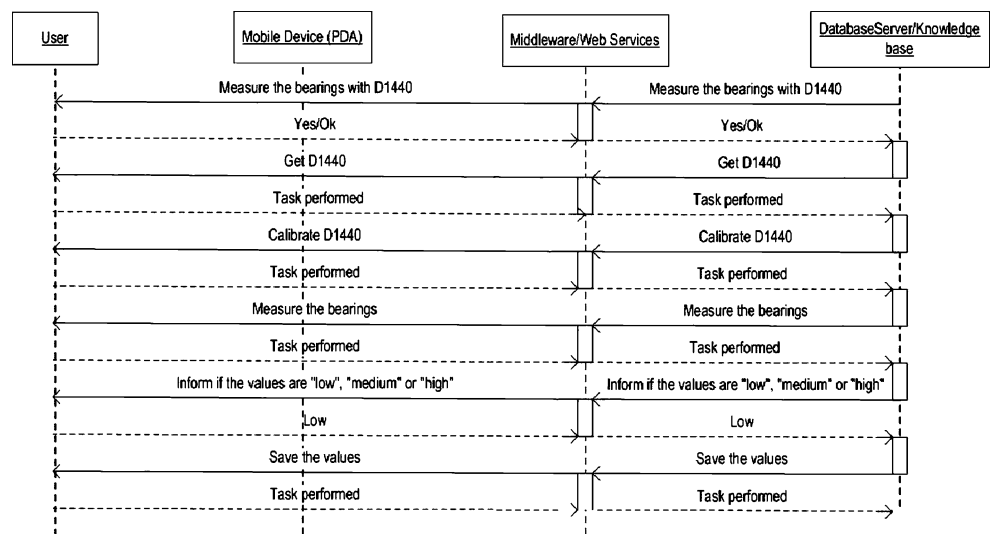 User
Mobile Device (PDA)
Middleware/Web Services
DatabaseServer/Knowledge
base
Measure the bearings with D1440
Measure the bearings with D1440
Yes/Ok
Yes/Ok
Get D1440
Get D1440
Task performed
Task performed
Calibrate D1440
Calibrate D1440
Task performed
Task performed
Measure the bearings
Measure the bearings
Task performed
Task performed
Inform if the values are "low", "medium" or "high"
Inform if the values are "low", "medium" or "high"
Low
Low
Save the values
Save the values
Task performed
Task performed